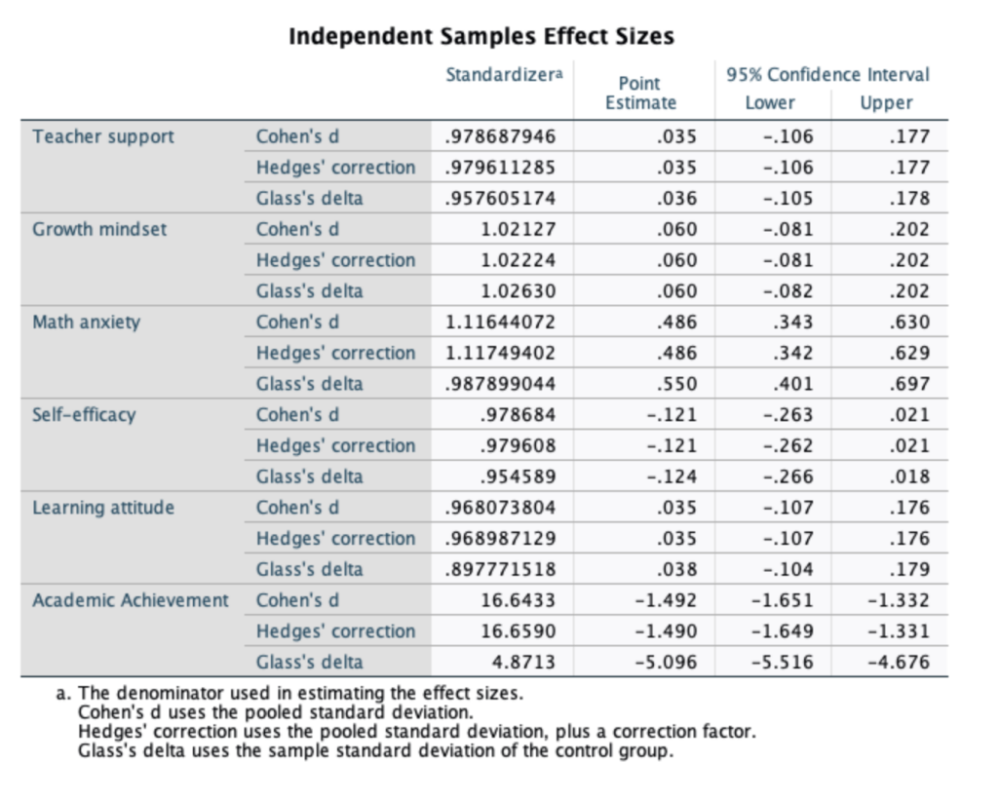 Independent Samples Effect Sizes
Standardizera Point Estimate 95% Confidence Interval
Lower Upper
Teacher support Cohen's d .978687946 .035 -.106 .177
Hedges' correction .979611285 .035 -.106 .177
Glass's delta .957605174 .036 -.105 .178
Growth mindset Cohen's d 1.02127 .060 -.081 .202
Hedges' correction 1.02224 .060 -.081 .202
Glass's delta 1.02630 .060 -.082 .202
Math anxiety Cohen's d 1.11644072 .486 .343 .630
Hedges' correction 1.11749402 .486 .342 .629
Glass's delta .987899044 .550 .401 .697
Self-efficacy Cohen's d .978684 -.121 -.263 .021
Hedges' correction .979608 -.121 -.262 .021
Glass's delta .954589 -.124 -.266 .018
Learning attitude Cohen's d .968073804 .035 -.107 .176
Hedges' correction .968987129 .035 -.107 .176
Glass's delta .897771518 .038 -.104 .179
Academic Achievement Cohen's d 16.6433 -1.492 -1.651 -1.332
Hedges' correction 16.6590 -1.490 -1.649 -1.331
Glass's delta 4.8713 -5.096 -5.516 -4.676
a. The denominator used in estimating the effect sizes.
Cohen's d uses the pooled standard deviation.
Hedges' correction uses the pooled standard deviation, plus a correction factor.
Glass's delta uses the sample standard deviation of the control group.